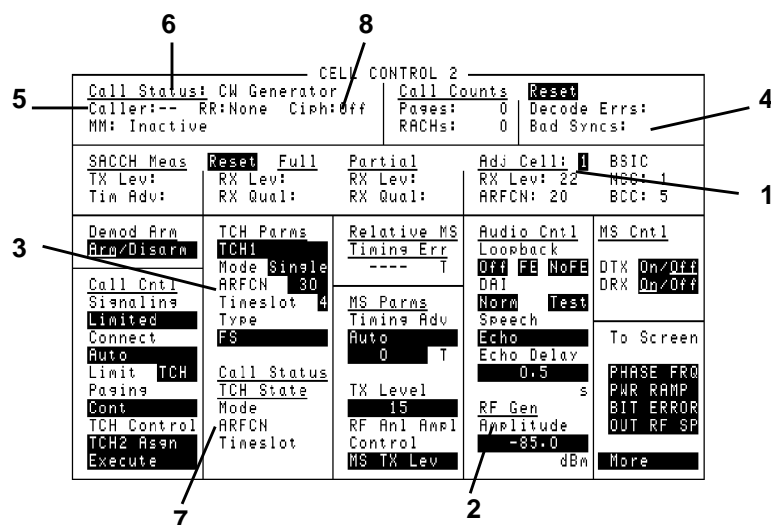 6
8
CELL CONTROL 2
Call Status: CW Generator
Call Counts
Reset
5
Caller:-- RR:None Ciph:Off
Pages: 0
Decode Errs:
4
MM: Inactive
RACHs: 0
Bad Syncs:
SACCH Meas
Reset Full
Partial
Adj Cell: 1 BSIC
TX Lev:
RX Lev:
RX Lev:
RX Lev: 22 NCC: 1
1
Tim Adv:
RX Qual:
RX Qual:
ARFCN: 20 BCC: 5
3
Demod Arm
Arm/Disarm
Call Cntl
Signaling
Limited
Connect
Auto
Limit TCH
Paging
Cont
TCH Control
TCH2 Asgn
Execute
TCH Parms
TCH1
Mode Single
ARFCN 30
Timeslot 4
Type
FS
Call Status
TCH State
Mode
ARFCN
Timeslot
7
Relative MS
Timing Err
---- T
MS Parms
Timing Adv
Auto
0 T
TX Level
15
RF Anl Ampl
Control
MS TX Lev
Audio Cntl
Loopback
Off FE NoFE
DAI
Norm Test
Speech
Echo
Echo Delay
0.5
s
RF Gen
Amplitude
-85.0
dBm
2
MS Cntl
DTX On/Off
DRX On/Off
To Screen
PHASE FRQ
PWR RAMP
BIT ERROR
OUT RF SP
More